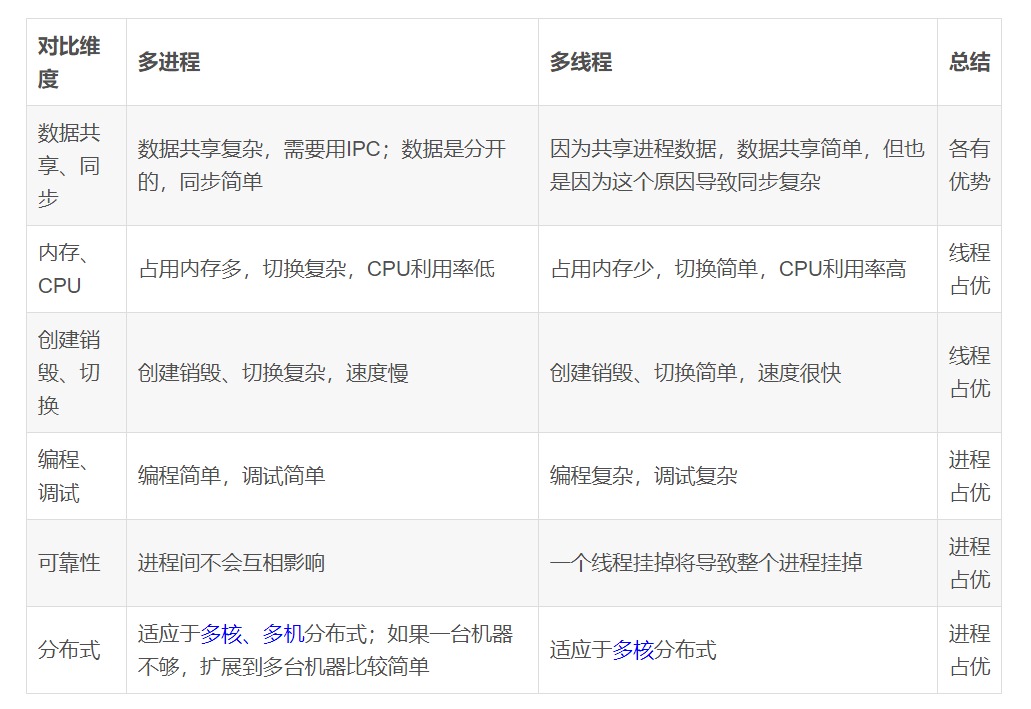 对比维
度
多进程
多线程
总结
数据共
享、同
步
数据共享复杂，需要用IPC；数据是分开
的，同步简单
因为共享进程数据，数据共享简单，但也
是因为这个原因导致同步复杂
各有
优势
内存、
CPU
占用内存多，切换复杂，CPU利用率低
占用内存少，切换简单，CPU利用率高
线程
占优
创建销
毁、切
换
创建销毁、切换复杂，速度慢
创建销毁、切换简单，速度很快
线程
占优
编程、
调试
编程简单，调试简单
编程复杂，调试复杂
进程
占优
可靠性
进程间不会互相影响
一个线程挂掉将导致整个进程挂掉
进程
占优
分布式
适应于多核、多机分布式；如果一台机器
不够，扩展到多台机器比较简单
适应于多核分布式
进程
占优